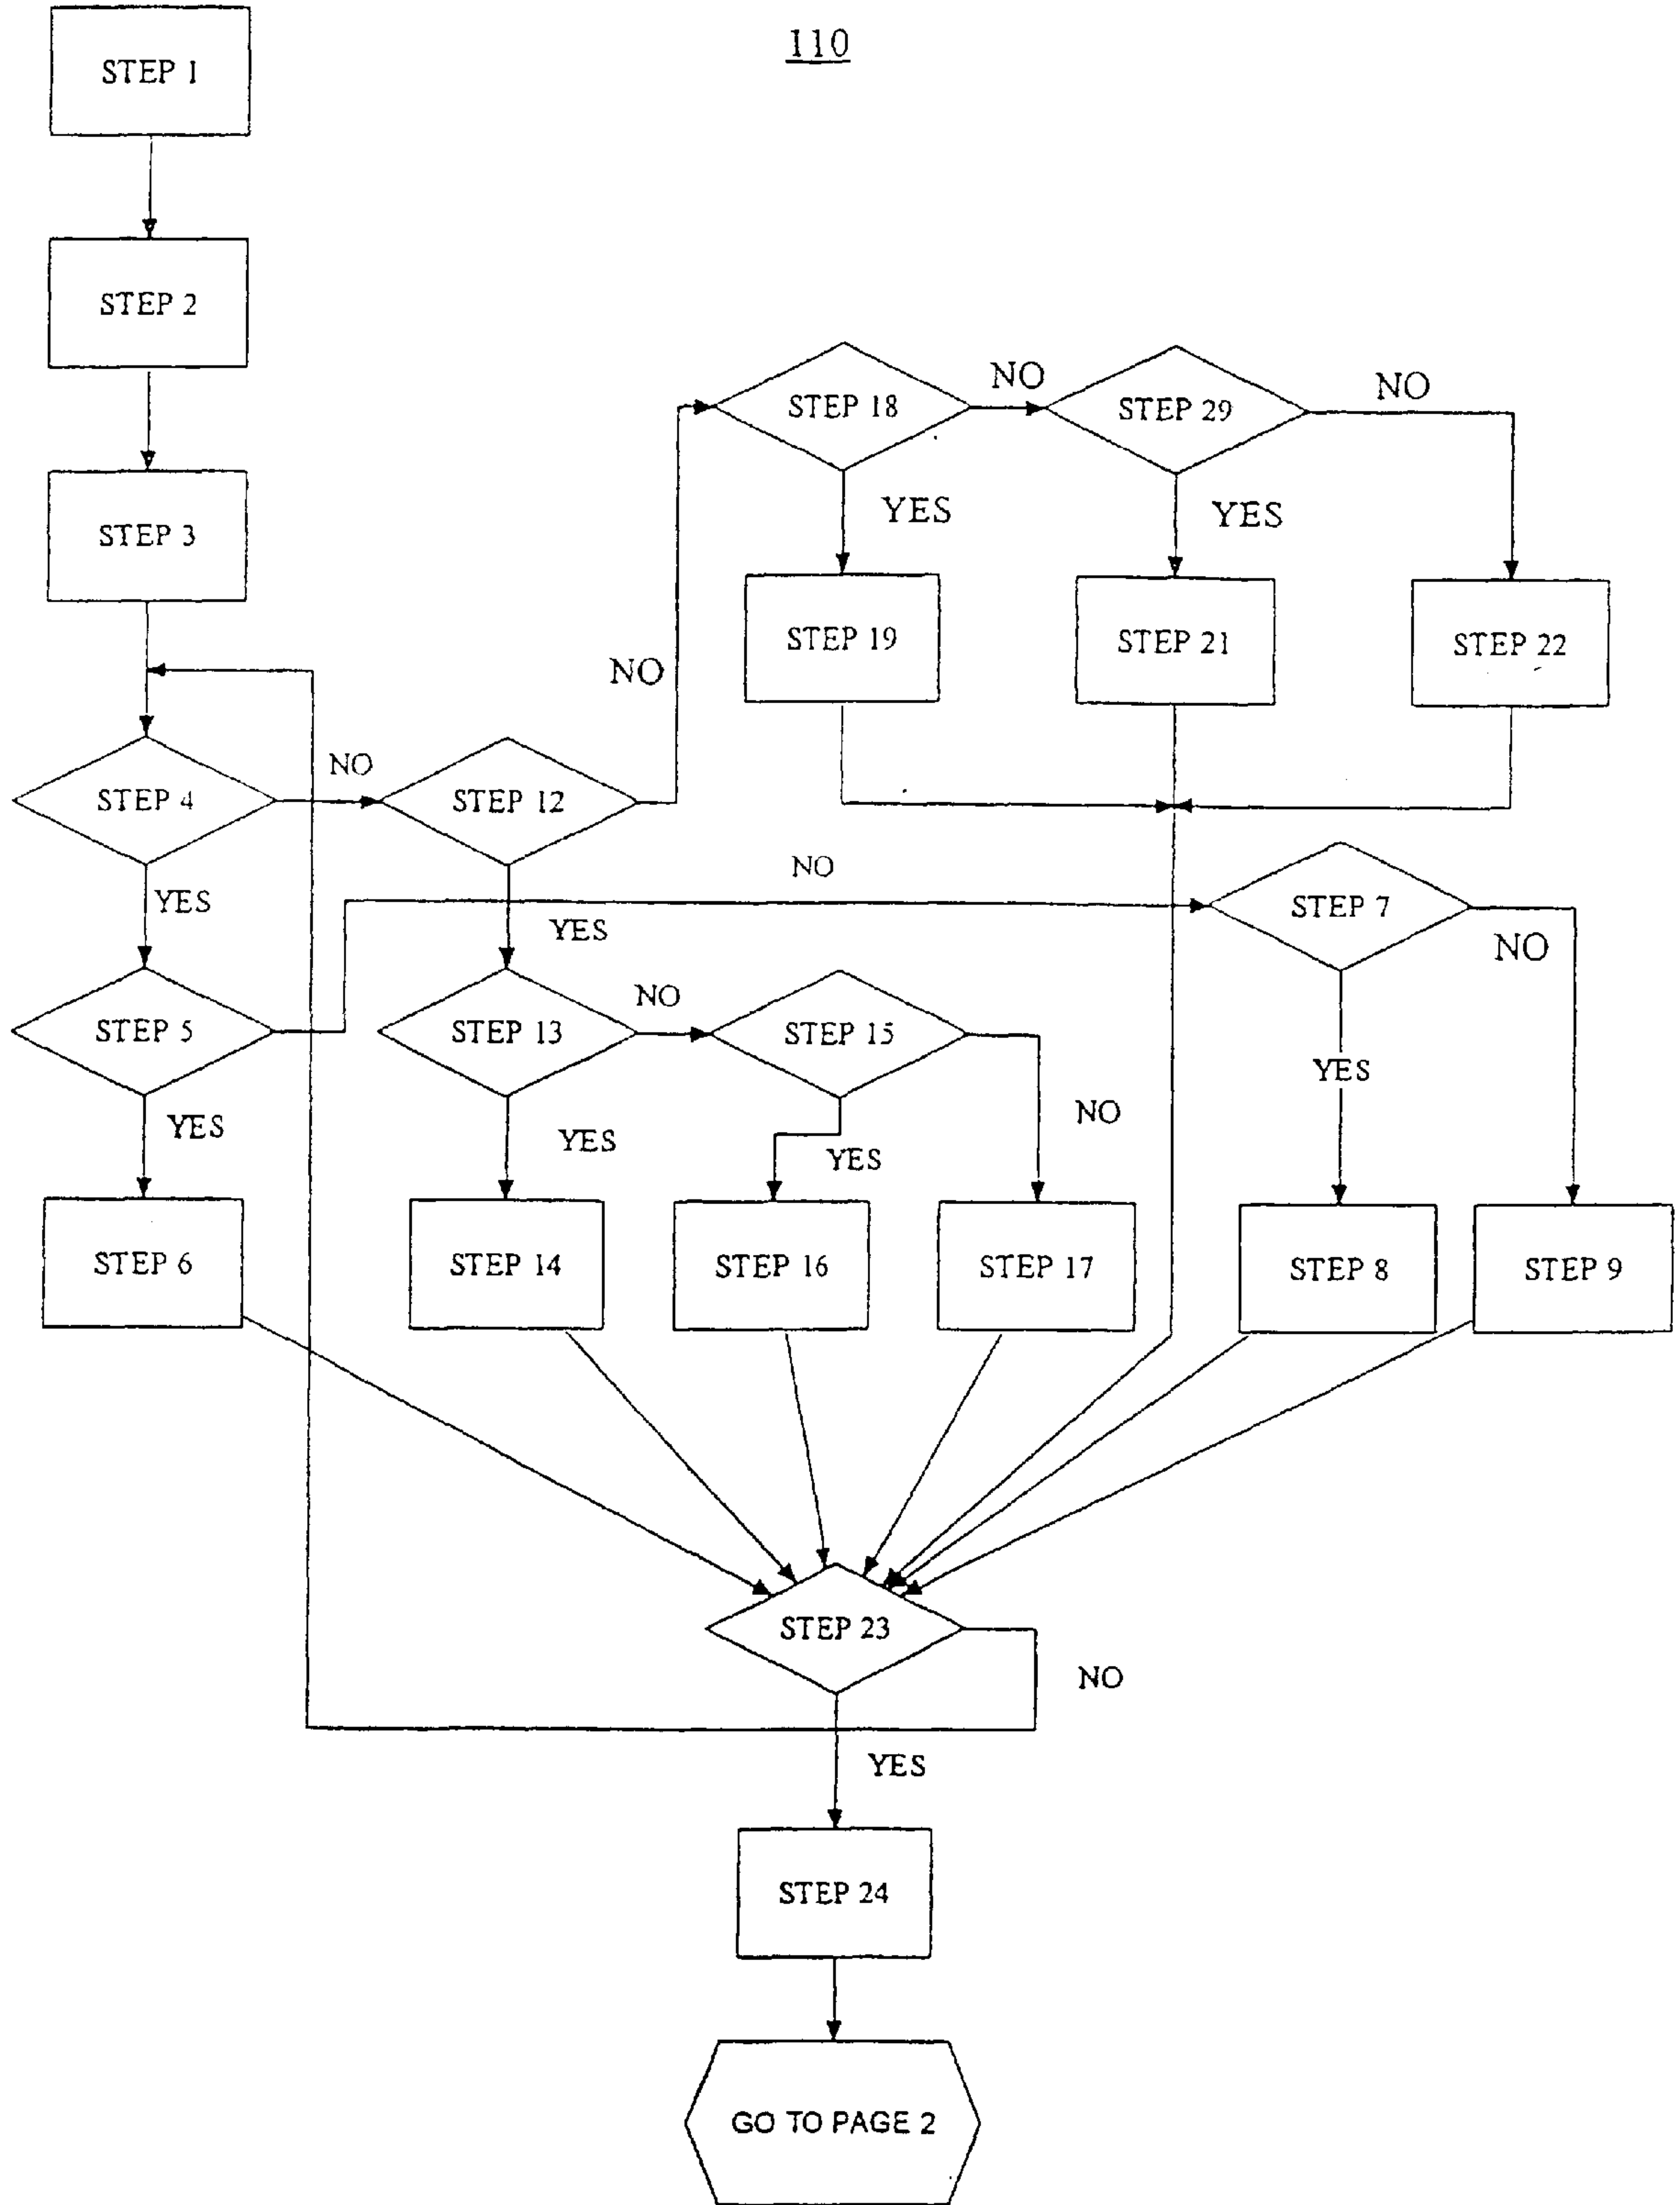 110
STEP 1
STEP 2
STEP 3
STEP 18
NO
STEP 29
NO
YES
YES
STEP 19
STEP 21
STEP 22
NO
STEP 4
NO
STEP 12
YES
YES
NO
STEP 7
NO
STEP 5
STEP 13
NO
STEP 15
YES
YES
YES
YES
NO
STEP 6
STEP 14
STEP 16
STEP 17
STEP 8
STEP 9
STEP 23
NO
YES
STEP 24
GO TO PAGE 2